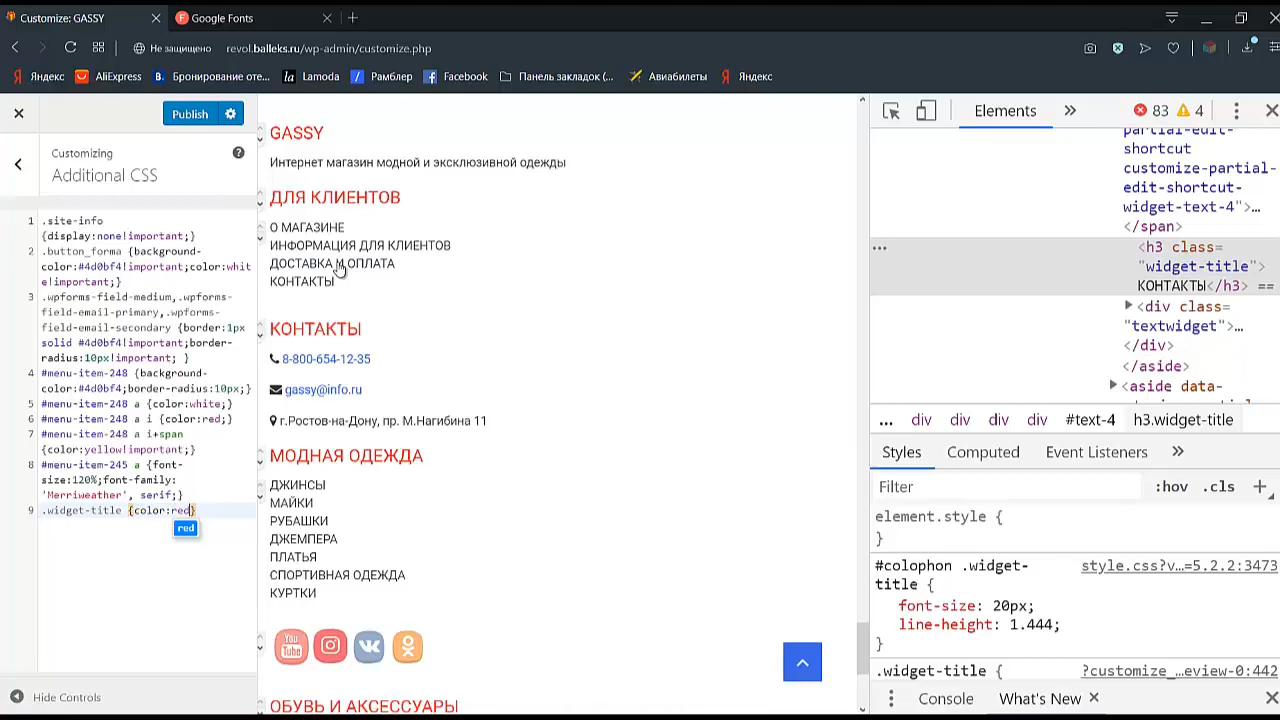 Customize: GASSY
Google Fonts
Не защищено
revol.balleks.ru/wp-admin/customize.php
Яндекс
AliExpress
Бронирование оте...
Lamoda
Рамблер
Facebook
Панель закладок (...
Авиабилеты
Яндекс
Publish
Customizing
Additional CSS
1 .site-info
{display:none!important;}
2 .button_forma {background-
color:#4d0bf4!important;color:whit
e!important;}
3 .wpforms-field-medium,.wpforms-
field-email-primary,.wpforms-
field-email-secondary {border:1px
solid #4d0bf4!important;border-
radius:10px!important; }
4 #menu-item-248 {background-
color:#4d0bf4;border-radius:10px;}
5 #menu-item-248 a {color:white;}
6 #menu-item-248 a i {color:red;}
7 #menu-item-248 a i+span
{color:yellow!important;}
8 #menu-item-245 a {font-
size:120%;font-family:
'Merriweather', serif;}
9 .widget-title {color:red}
red
Hide Controls
GASSY
Интернет магазин модной и эксклюзивной одежды
ДЛЯ КЛИЕНТОВ
О МАГАЗИНЕ
ИНФОРМАЦИЯ ДЛЯ КЛИЕНТОВ
ДОСТАВКА И ОПЛАТА
КОНТАКТЫ
КОНТАКТЫ
8-800-654-12-35
gassy@info.ru
г.Ростов-на-Дону, пр. М.Нагибина 11
МОДНАЯ ОДЕЖДА
ДЖИНСЫ
МАЙКИ
РУБАШКИ
ДЖЕМПЕРА
ПЛАТЬЯ
СПОРТИВНАЯ ОДЕЖДА
КУРТКИ
You Tube
ОБУВЬ И АКСЕССУАРЫ
Elements
83
4
partial-edit-
shortcut
customize-partial-
edit-shortcut-
widget-text-4">…
</span>
<h3 class=
"widget-title">
КОНТАКТЫ</h3> ==
<div class=
"textwidget">…
</div>
</aside>
<aside data-
... div div div div #text-4 h3.widget-title
Styles Computed Event Listeners
Filter :hov .cls +
element.style {
}
#colophon .widget- style.css?v…=5.2.2:3473
title {
font-size: 20px;
line-height: 1.444;
}
.widget-title { ?customize_…eview-0:442
Console What's New